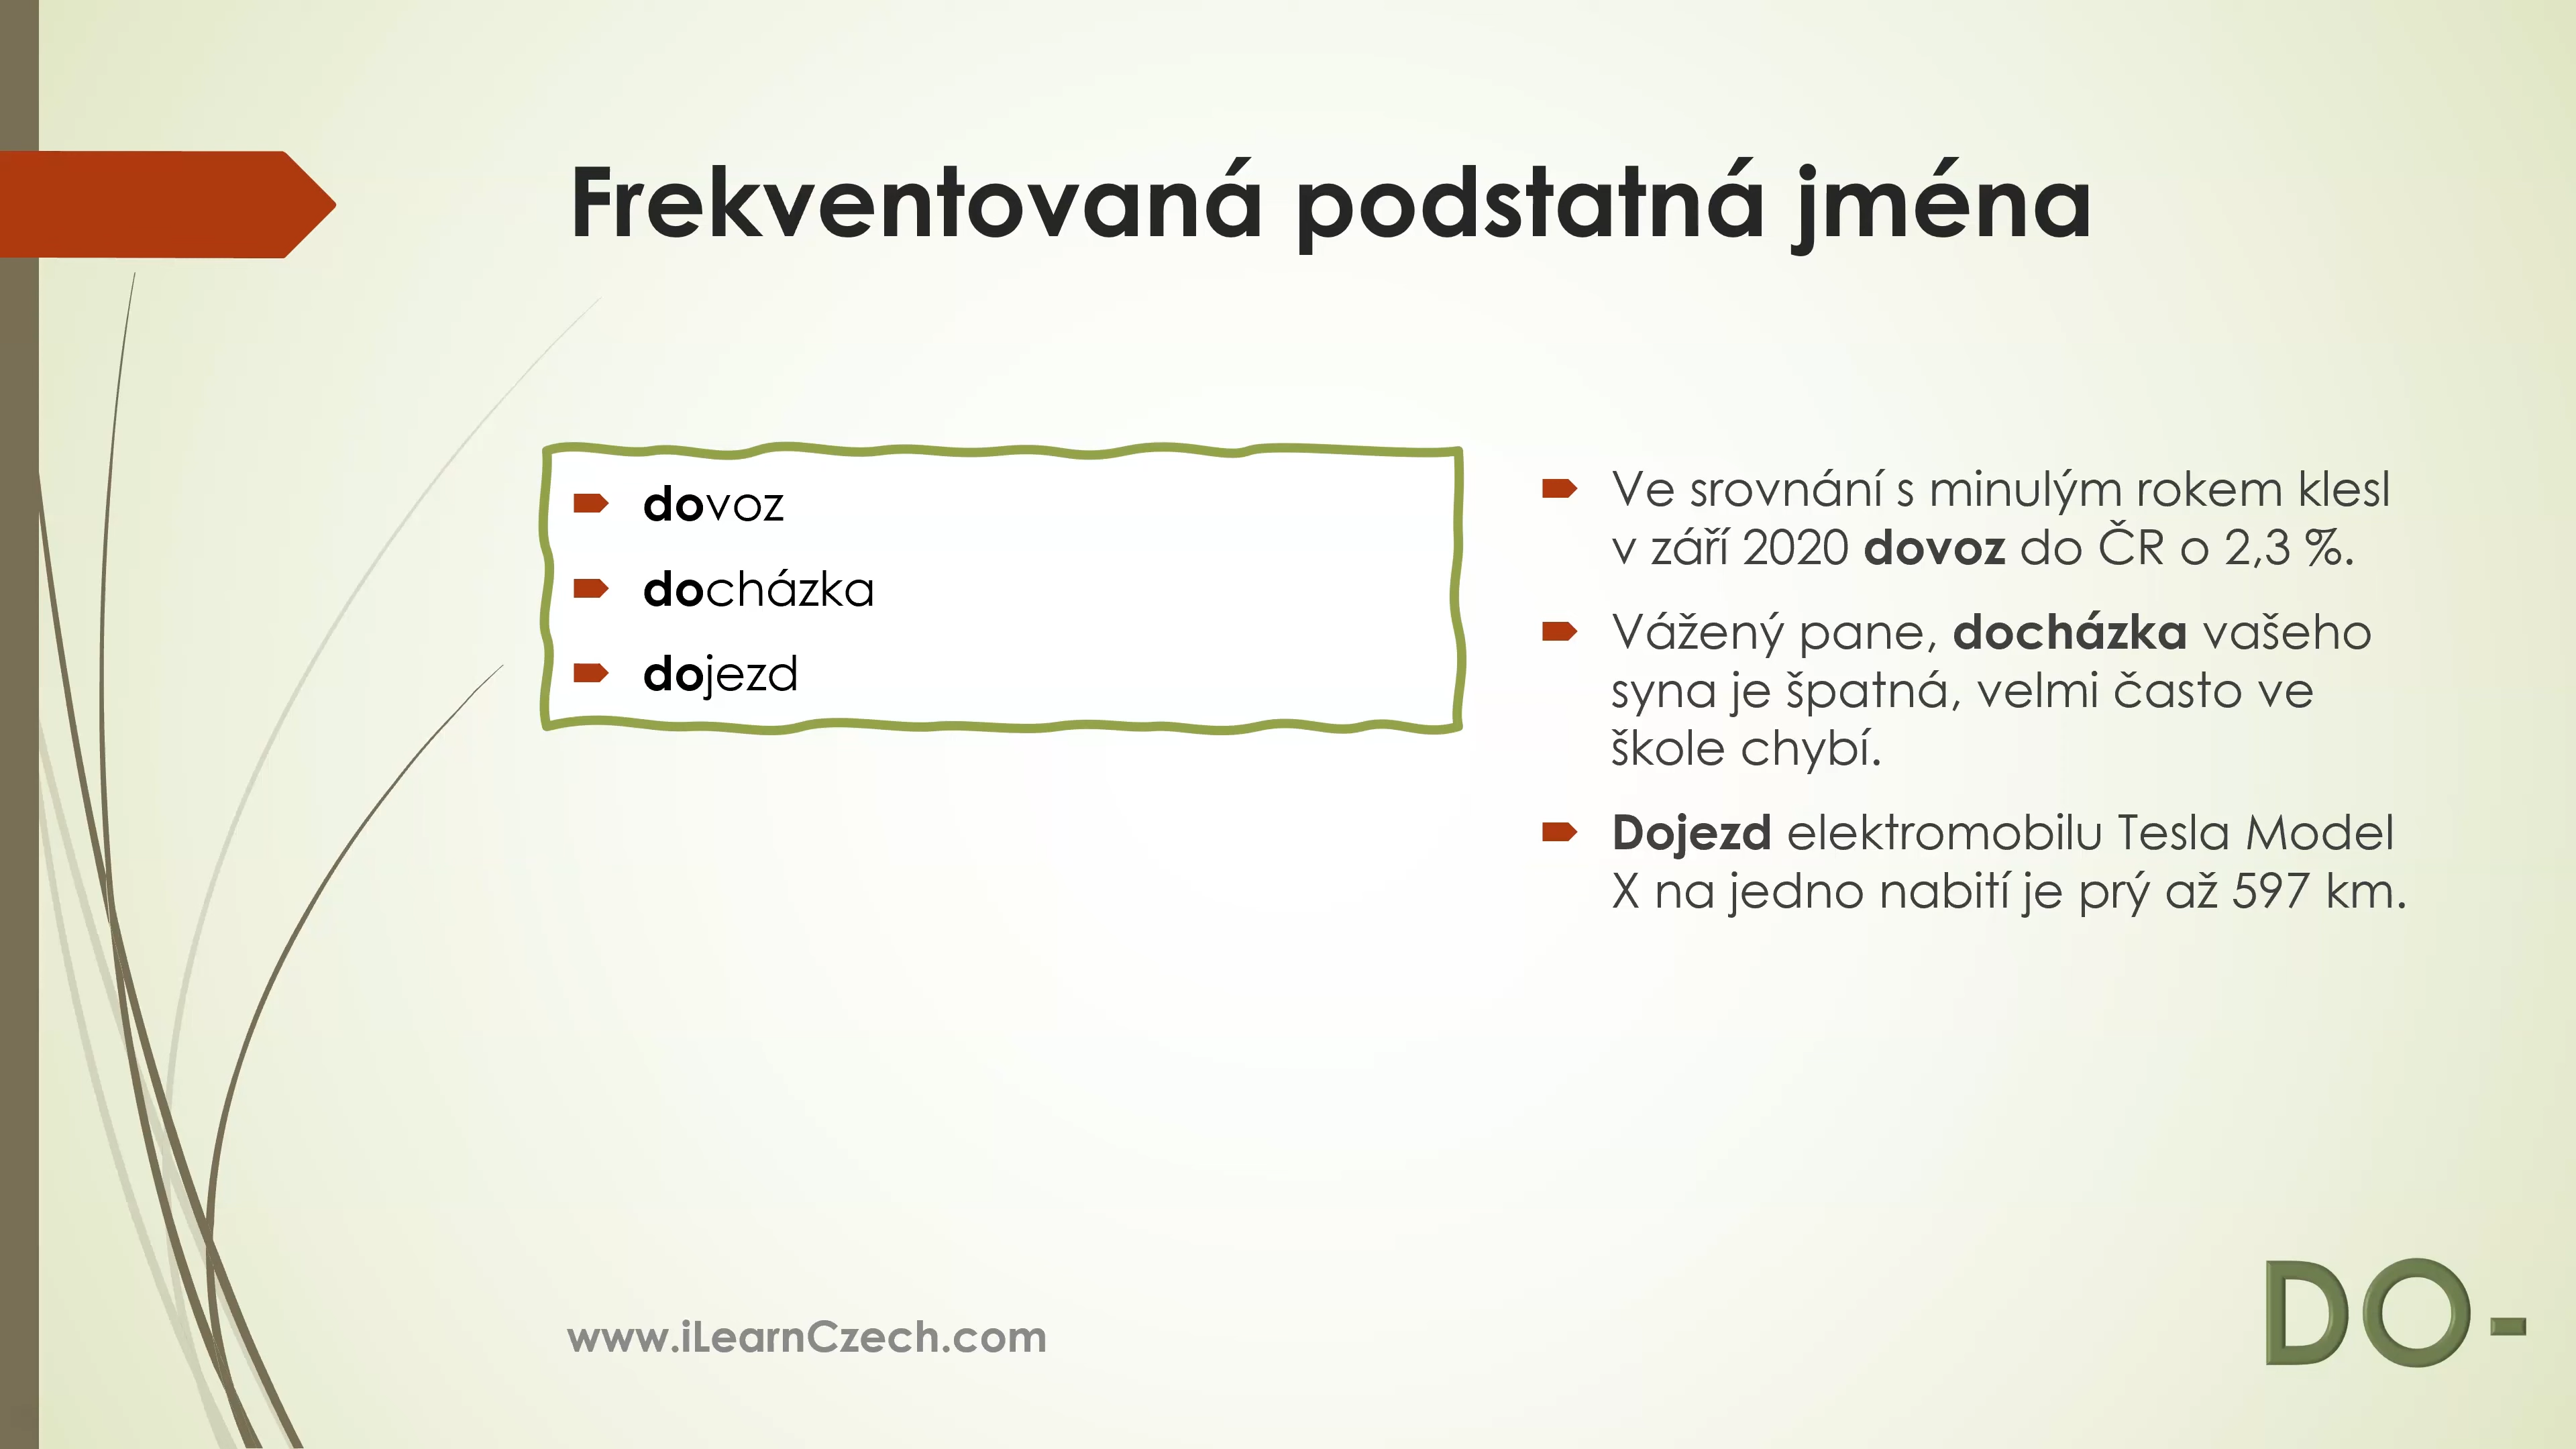 Frekventovaná podstatná jména
dovoz
docházka
dojezd
Ve srovnání s minulým rokem klesl
v září 2020 dovoz do ČR o 2,3 %.
Vážený pane, docházka vašeho
syna je špatná, velmi často ve
škole chybí.
Dojezd elektromobilu Tesla Model
X na jedno nabití je prý až 597 km.
www.iLearnCzech.com
DO-